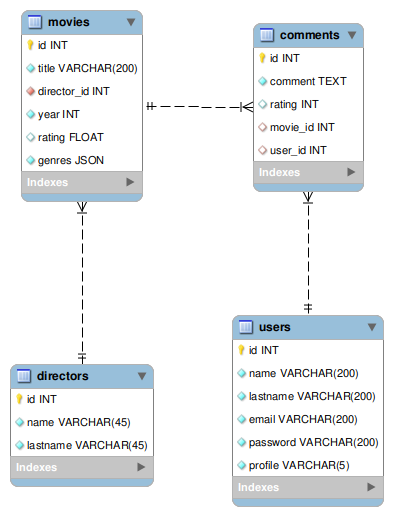 movies
id INT
title VARCHAR(200)
director_id INT
year INT
rating FLOAT
genres JSON
Indexes
comments
id INT
comment TEXT
rating INT
movie_id INT
user_id INT
Indexes
directors
id INT
name VARCHAR(45)
lastname VARCHAR(45)
Indexes
users
id INT
name VARCHAR(200)
lastname VARCHAR(200)
email VARCHAR(200)
password VARCHAR(200)
profile VARCHAR(5)
Indexes